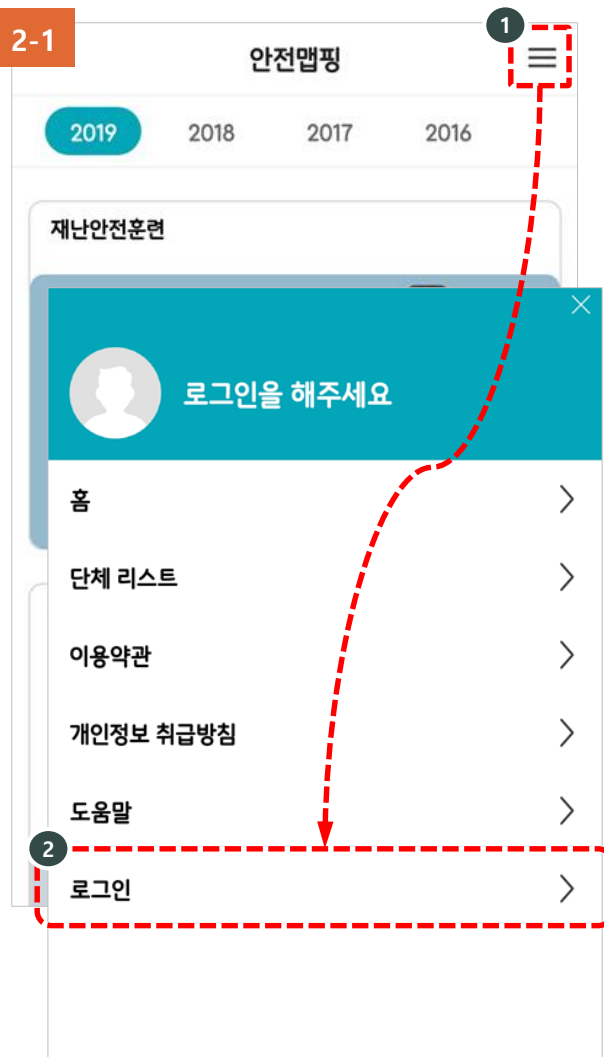 2-1
1
안전맵핑
2019 2018 2017 2016
재난안전훈련
로그인을 해주세요
홈
단체 리스트
이용약관
개인정보 취급방침
도움말
2
로그인